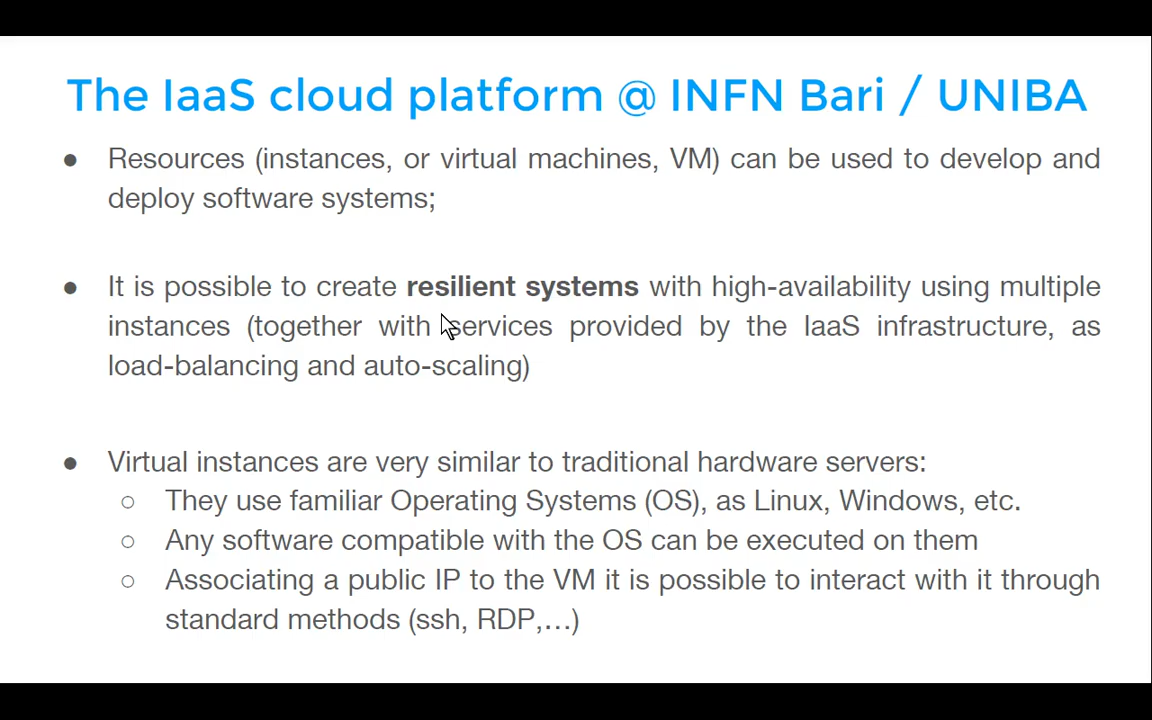 The IaaS cloud platform @ INFN Bari / UNIBA
● Resources (instances, or virtual machines, VM) can be used to develop and
deploy software systems;
● It is possible to create resilient systems with high-availability using multiple
instances (together with services provided by the IaaS infrastructure, as
load-balancing and auto-scaling)
● Virtual instances are very similar to traditional hardware servers:
○ They use familiar Operating Systems (OS), as Linux, Windows, etc.
○ Any software compatible with the OS can be executed on them
○ Associating a public IP to the VM it is possible to interact with it through
standard methods (ssh, RDP,…)